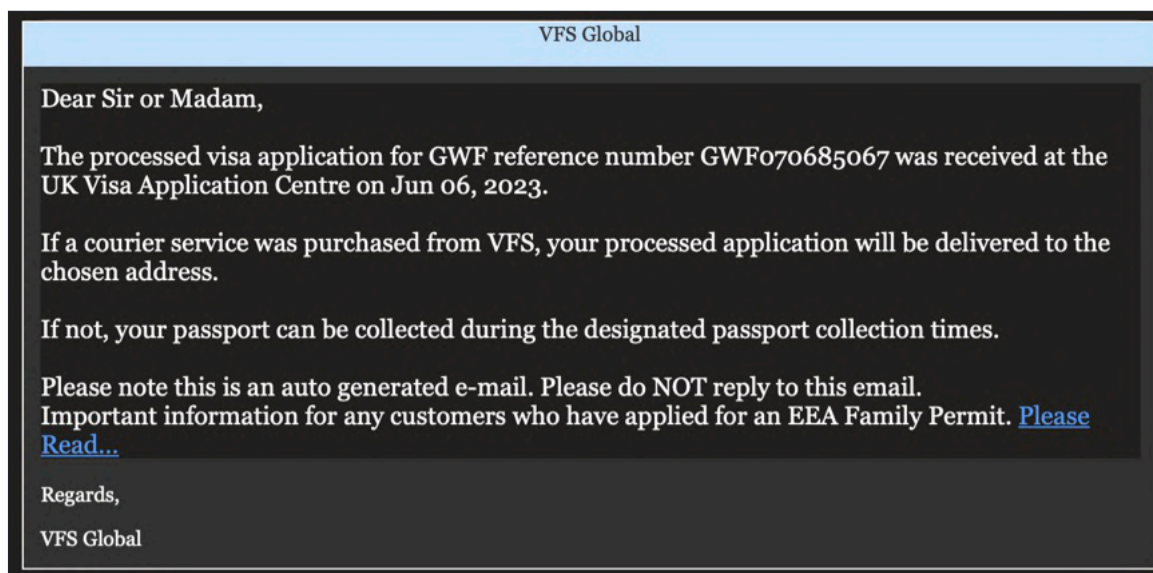 VFS Global
Dear Sir or Madam,
The processed visa application for GWF reference number GWF070685067 was received at the
UK Visa Application Centre on Jun 06, 2023.
If a courier service was purchased from VFS, your processed application will be delivered to the
chosen address.
If not, your passport can be collected during the designated passport collection times.
Please note this is an auto generated e-mail. Please do NOT reply to this email.
Important information for any customers who have applied for an EEA Family Permit. Please
Read...
Regards,
VFS Global